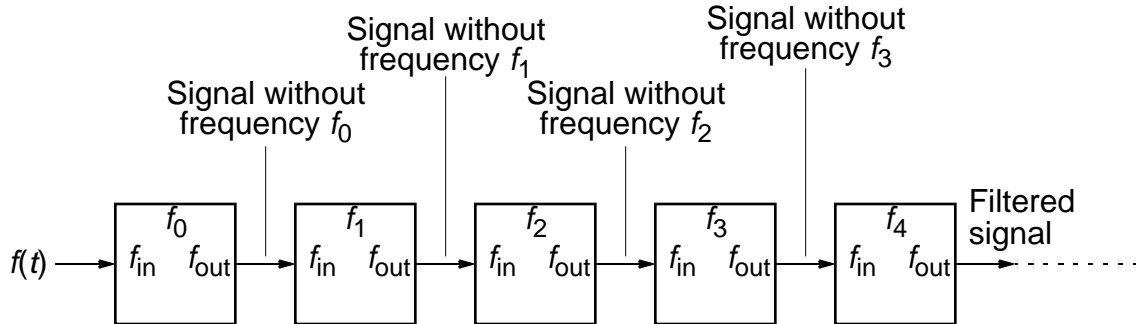 Signal without
frequency f0
Signal without
frequency f1
Signal without
frequency f2
Signal without
frequency f3
f(t)
f0
fin fout
f1
fin fout
f2
fin fout
f3
fin fout
f4
fin fout
Filtered
signal